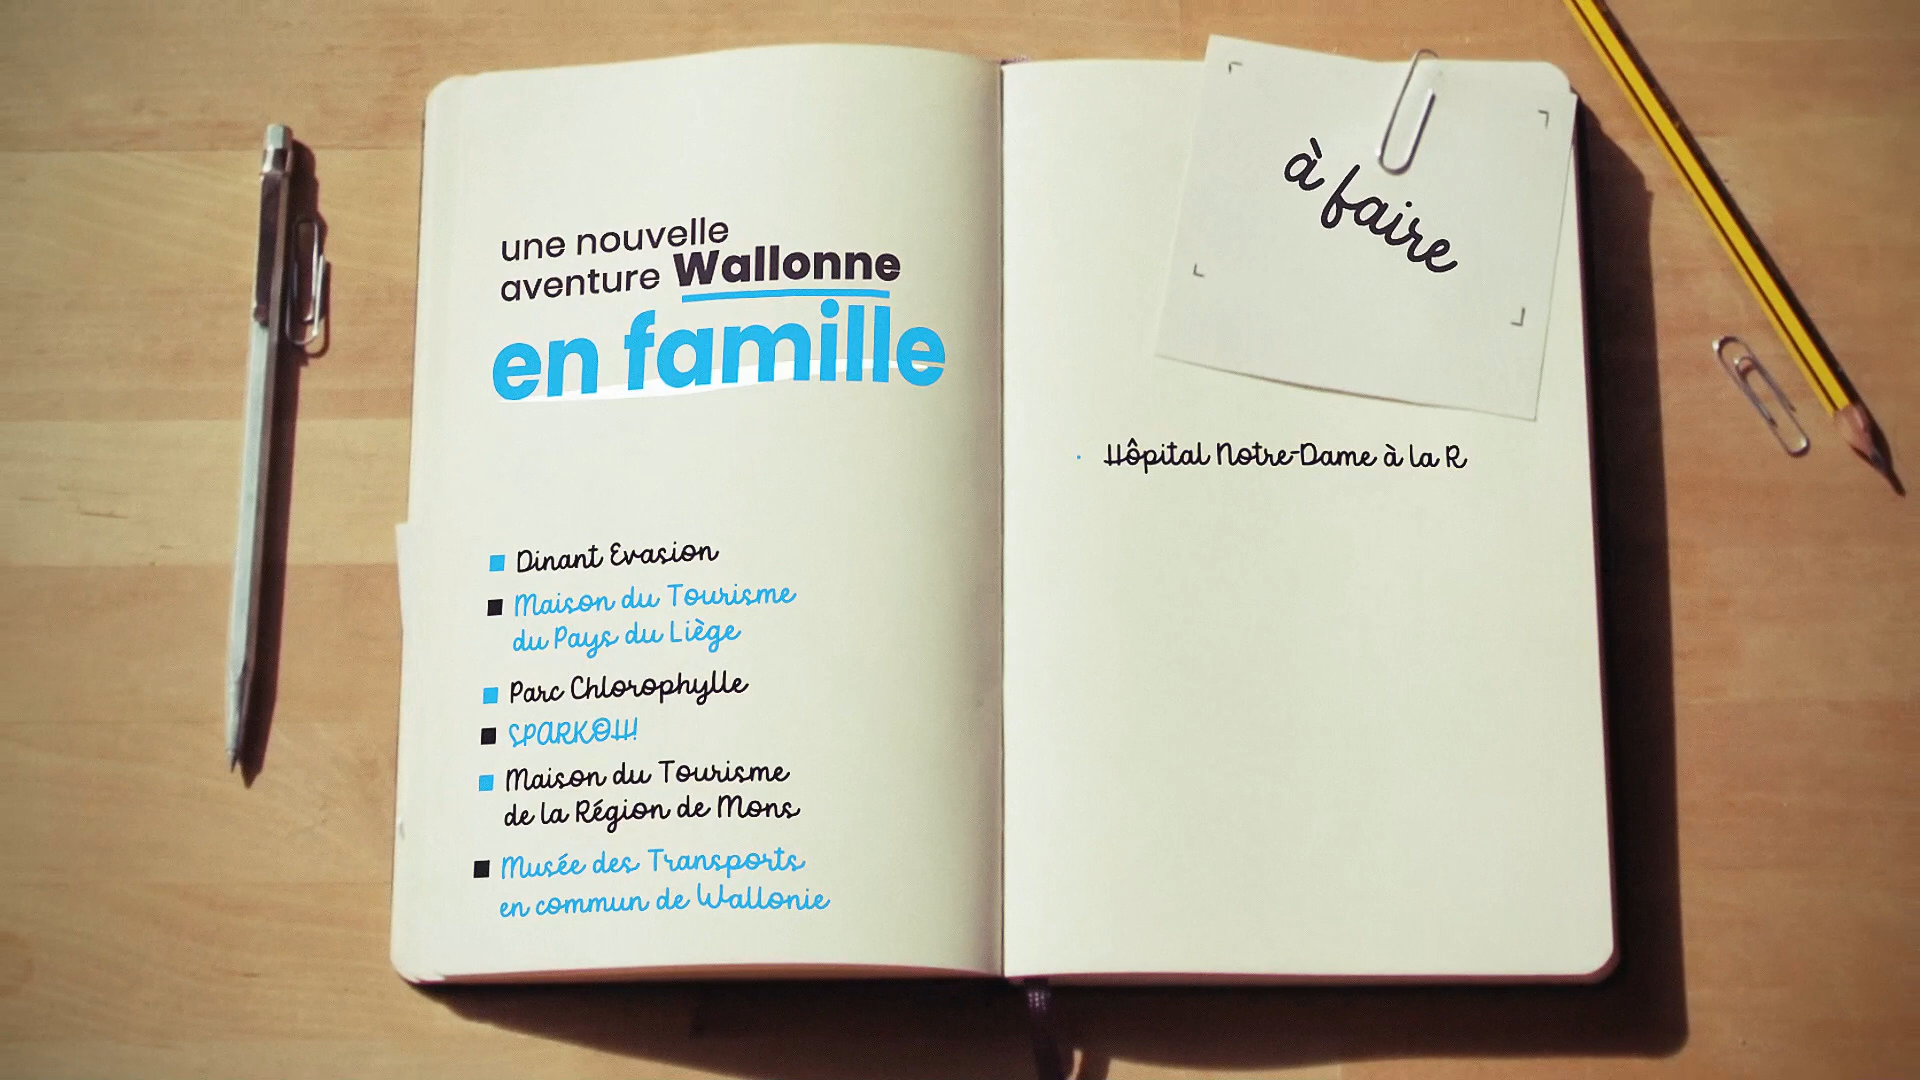 une nouvelle
aventure Wallonne
en famille
Dinant Evasion
Maison du Tourisme
du Pays du Liège
Parc Chlorophylle
SPARKOH!
Maison du Tourisme
de la Région de Mons
Musée des Transports
en commun de Wallonie
à faire
Hôpital Notre-Dame à la R